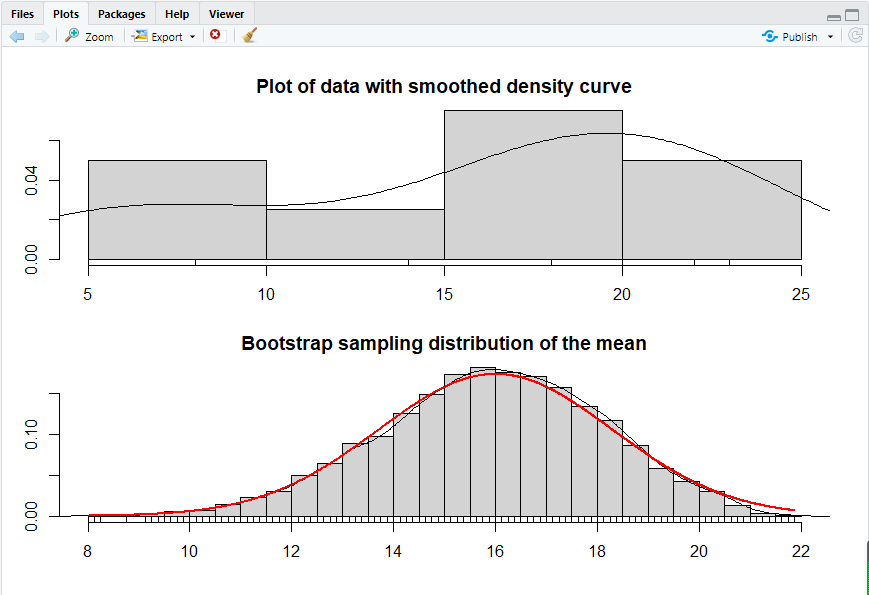 Files Plots Packages Help Viewer
Zoom Export Publish
Plot of data with smoothed density curve
0.04
0.00
5 10 15 20 25
Bootstrap sampling distribution of the mean
0.10
0.00
8 10 12 14 16 18 20 22